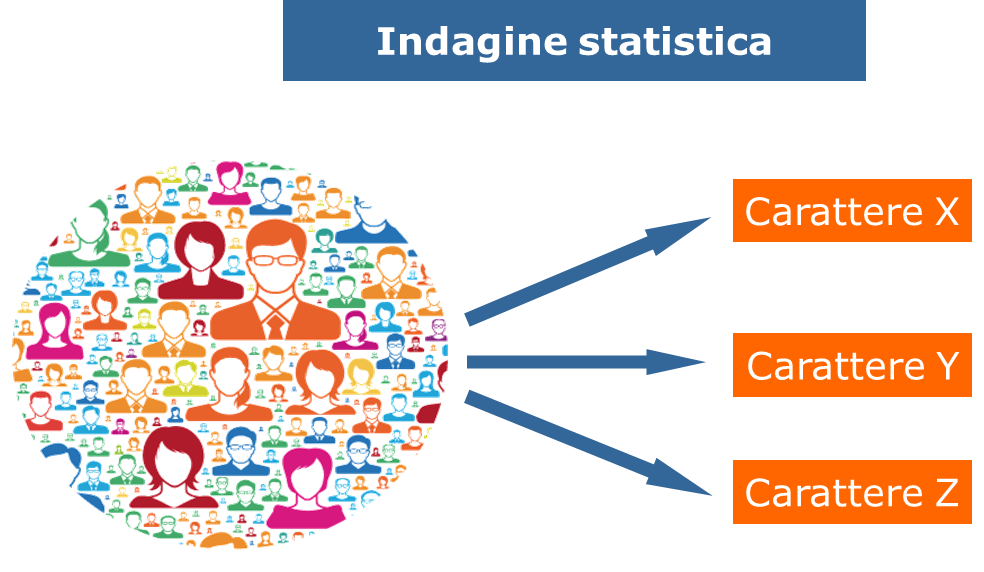 Indagine statistica
Carattere X
Carattere Y
Carattere Z